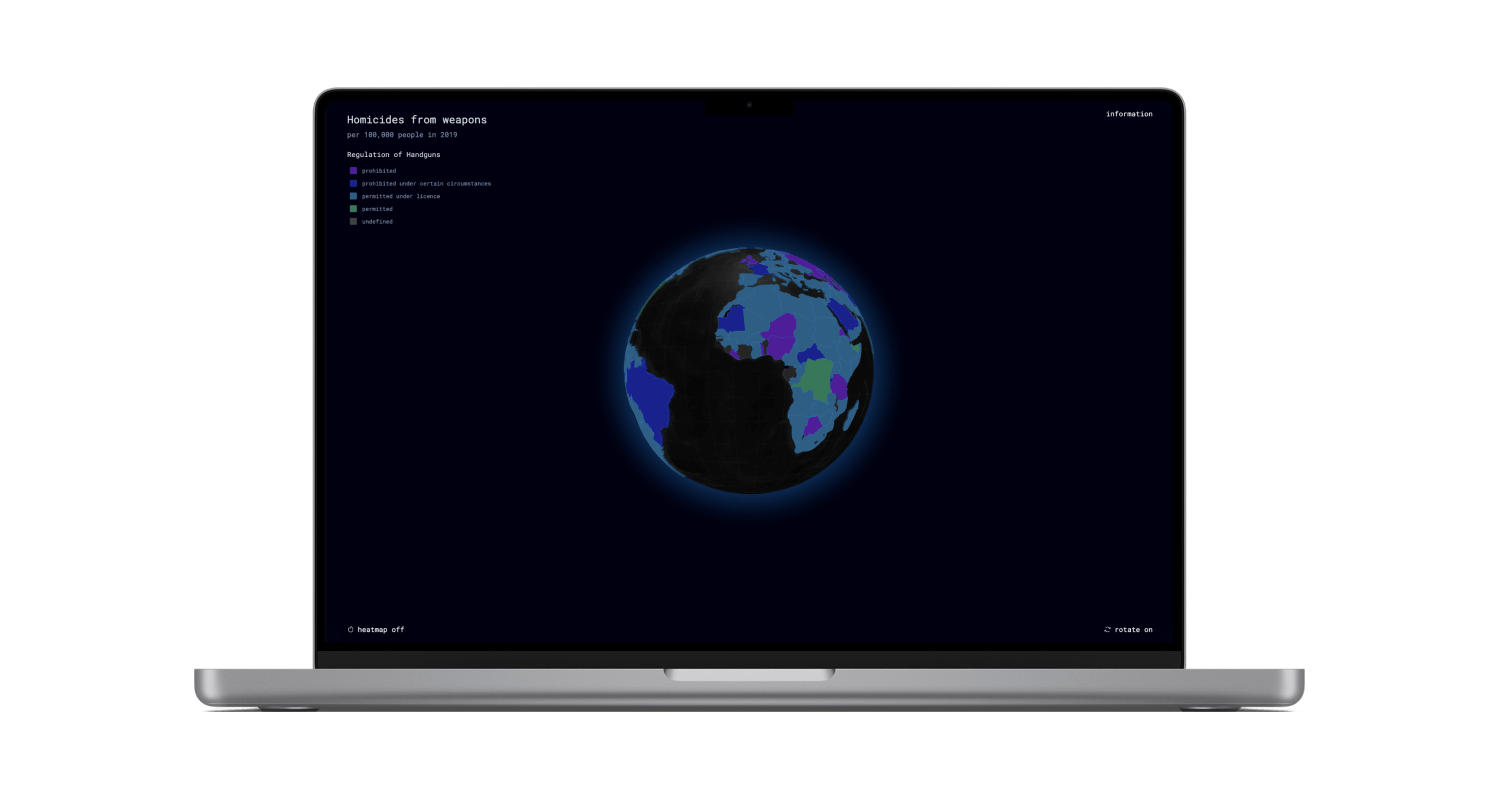 Homicides from weapons
per 100,000 people in 2019
information
Regulation of Handguns
prohibited
prohibited under certain circumstances
permitted under licence
permitted
undefined
heatmap off
rotate on